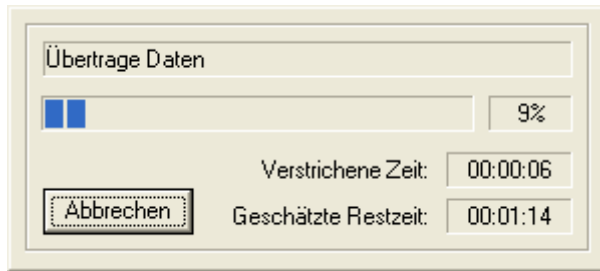 Übertrage Daten
9%
Verstrichene Zeit: 00:00:06
Abbrechen
Geschätzte Restzeit: 00:01:14